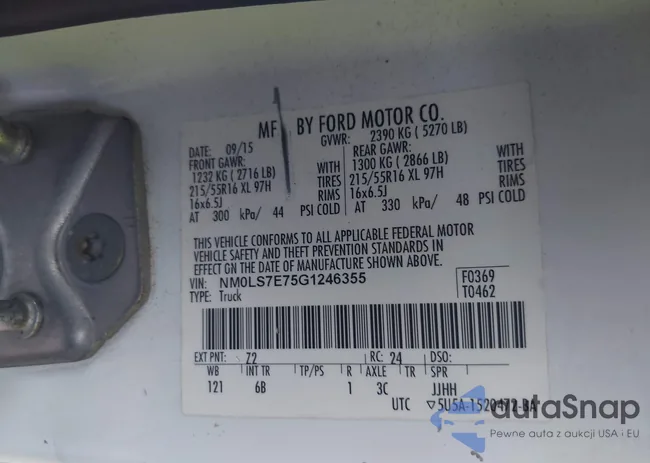 MFD BY FORD MOTOR CO.
DATE: 09/15 GVWR: 2390 KG ( 5270 LB)
FRONT GAWR: REAR GAWR:
1232 KG ( 2716 LB) WITH 1300 KG ( 2866 LB) WITH
215/55R16 XL 97H TIRES 215/55R16 XL 97H TIRES
16x6.5J RIMS 16x6.5J RIMS
AT 300 kPa/ 44 PSI COLD AT 330 kPa/ 48 PSI COLD
THIS VEHICLE CONFORMS TO ALL APPLICABLE FEDERAL MOTOR
VEHICLE SAFETY AND THEFT PREVENTION STANDARDS IN
EFFECT ON THE DATE OF MANUFACTURE SHOWN ABOVE.
VIN: NM0LS7E75G1246355 F0369
TYPE: Truck T0462
EXT PNT: Z2 RC: 24 DSO:
WB INT TR TP/PS R AXLE TR SPR
121 6B 1 3C JJHH
UTC ▽5U5A-1520472-BA
autoSnap
Pewne auta z aukcji USA i EU